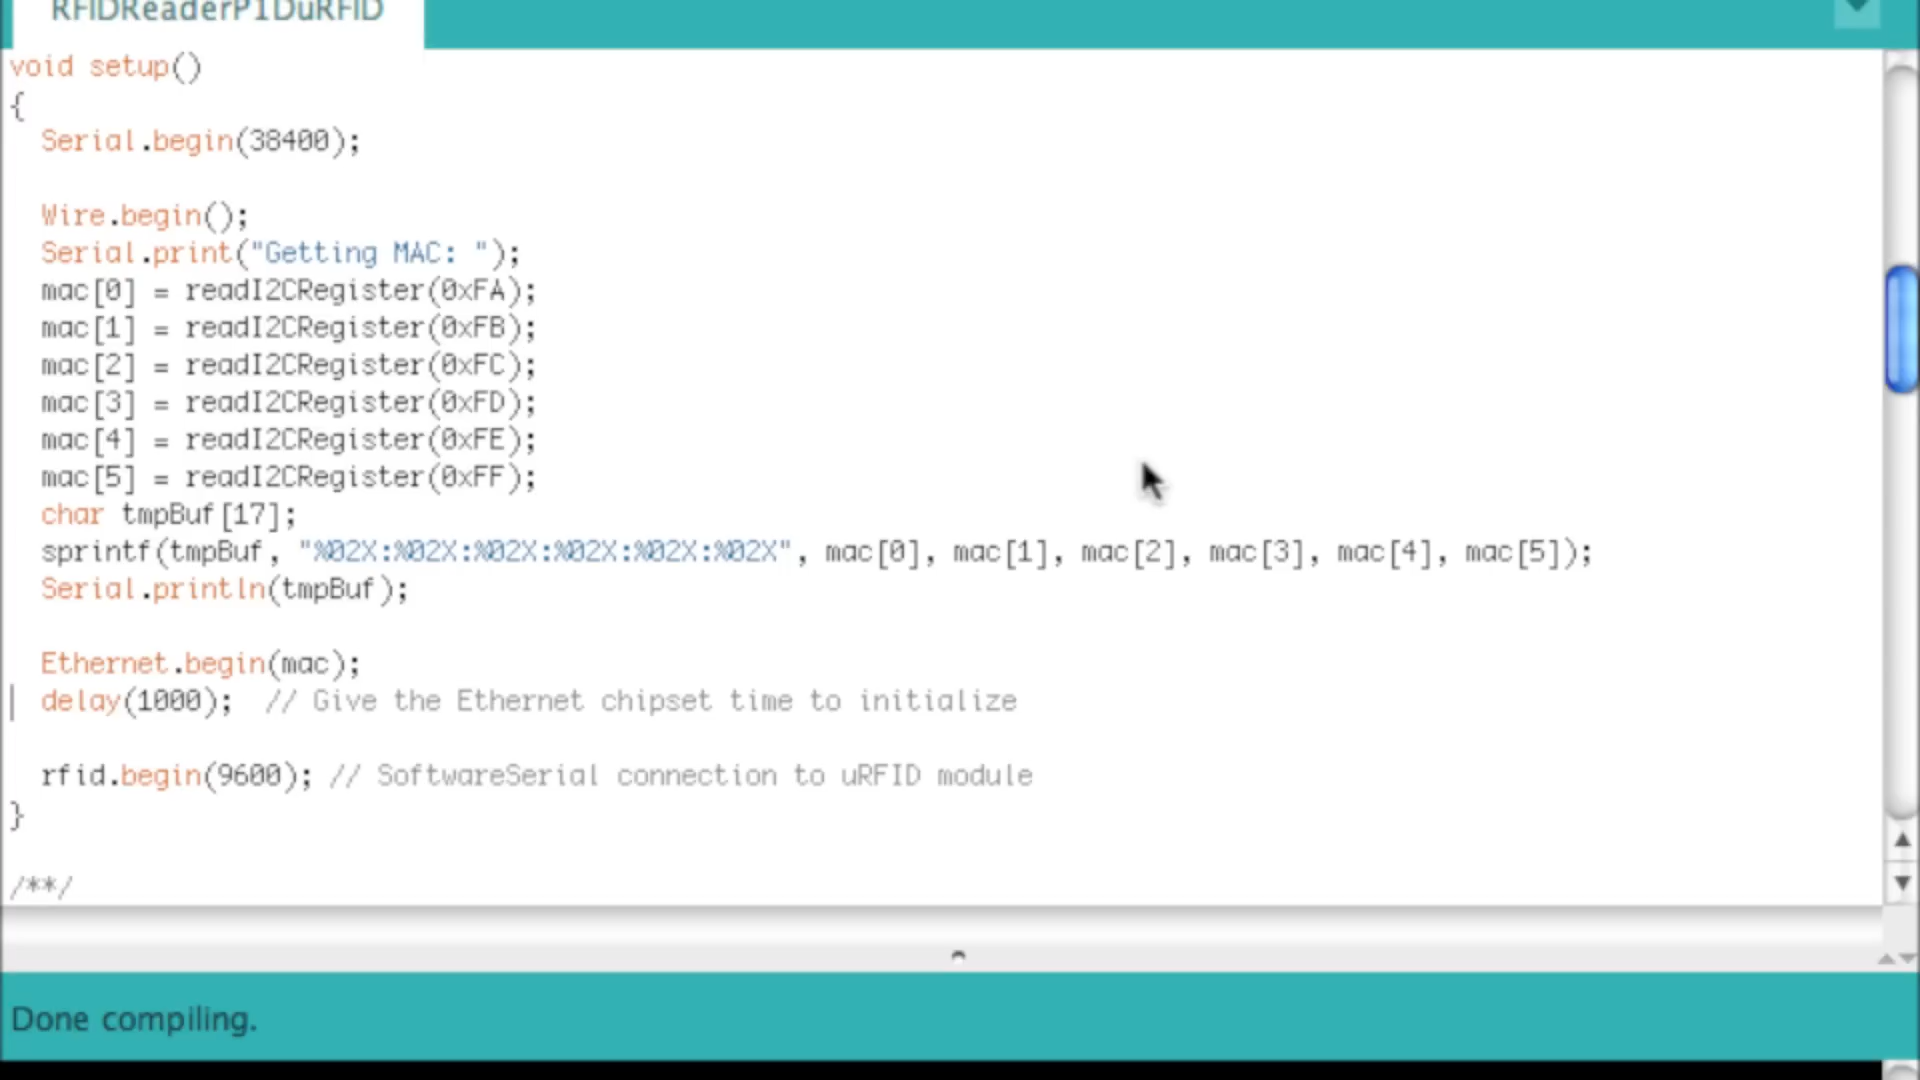 RFIDReaderP1DuRFID
void setup()
{
  Serial.begin(38400);

  Wire.begin();
  Serial.print("Getting MAC: ");
  mac[0] = readI2CRegister(0xFA);
  mac[1] = readI2CRegister(0xFB);
  mac[2] = readI2CRegister(0xFC);
  mac[3] = readI2CRegister(0xFD);
  mac[4] = readI2CRegister(0xFE);
  mac[5] = readI2CRegister(0xFF);
  char tmpBuf[17];
  sprintf(tmpBuf, "%02X:%02X:%02X:%02X:%02X:%02X", mac[0], mac[1], mac[2], mac[3], mac[4], mac[5]);
  Serial.println(tmpBuf);

  Ethernet.begin(mac);
  delay(1000);  // Give the Ethernet chipset time to initialize

  rfid.begin(9600); // SoftwareSerial connection to uRFID module
}

/**/
Done compiling.